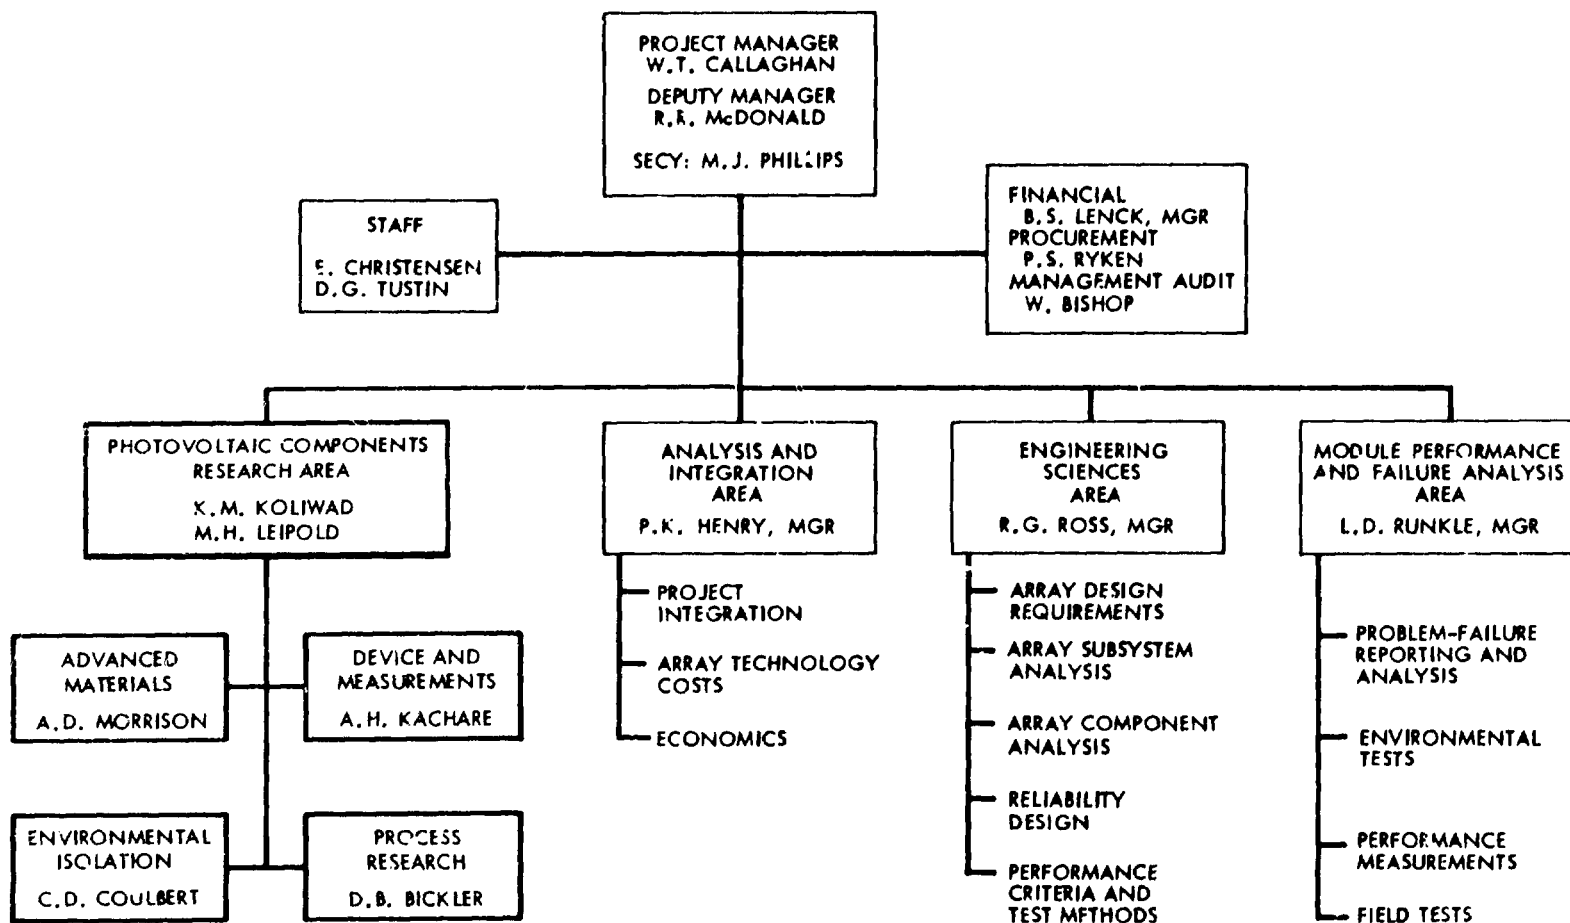 PROJECT MANAGER
W.T. CALLAGHAN
DEPUTY MANAGER
R.R. McDONALD
SECY: M.J. PHILLIPS
STAFF
E. CHRISTENSEN
D.G. TUSTIN
FINANCIAL
B.S. LENCK, MGR
PROCUREMENT
P.S. RYKEN
MANAGEMENT AUDIT
W. BISHOP
PHOTOVOLTAIC COMPONENTS
RESEARCH AREA
K.M. KOLIWAD
M.H. LEIPOLD
ADVANCED
MATERIALS
A.D. MORRISON
DEVICE AND
MEASUREMENTS
A.H. KACHARE
ENVIRONMENTAL
ISOLATION
C.D. COULBERT
PROCESS
RESEARCH
D.B. BICKLER
ANALYSIS AND
INTEGRATION
AREA
P.K. HENRY, MGR
PROJECT
INTEGRATION
ARRAY TECHNOLOGY
COSTS
ECONOMICS
ENGINEERING
SCIENCES
AREA
R.G. ROSS, MGR
ARRAY DESIGN
REQUIREMENTS
ARRAY SUBSYSTEM
ANALYSIS
ARRAY COMPONENT
ANALYSIS
RELIABILITY
DESIGN
PERFORMANCE
CRITERIA AND
TEST METHODS
MODULE PERFORMANCE
AND FAILURE ANALYSIS
AREA
L.D. RUNKLE, MGR
PROBLEM-FAILURE
REPORTING AND
ANALYSIS
ENVIRONMENTAL
TESTS
PERFORMANCE
MEASUREMENTS
FIELD TESTS